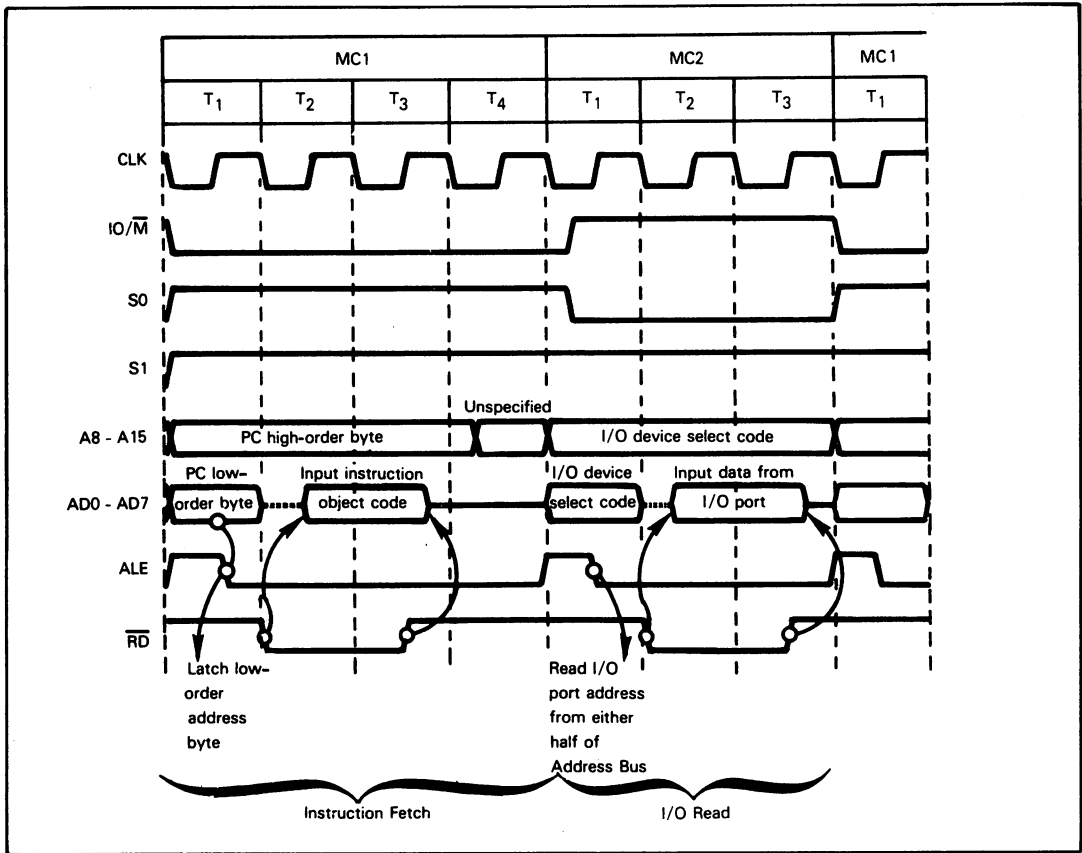 MC1 MC2 MC1
T1 T2 T3 T4 T1 T2 T3 T1
CLK
IO/M̅
S0
S1
Unspecified
A8 - A15 PC high-order byte I/O device select code
PC low- Input instruction I/O device Input data from
AD0 - AD7 order byte object code select code I/O port
ALE
R̅D̅
Latch low-
order
address
byte
Read I/O
port address
from either
half of
Address Bus
Instruction Fetch I/O Read